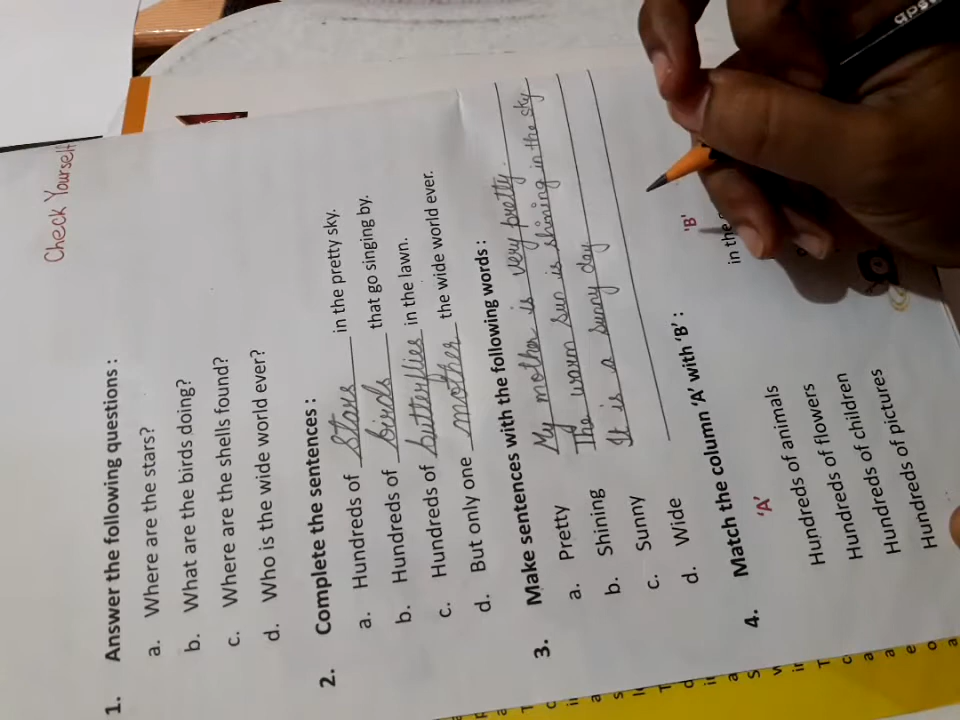 Check Yourself
1. Answer the following questions :
a. Where are the stars?
b. What are the birds doing?
c. Where are the shells found?
d. Who is the wide world ever?
2. Complete the sentences :
a. Hundreds of Stars in the pretty sky.
b. Hundreds of birds that go singing by.
c. Hundreds of butteryflies in the lawn.
d. But only one mother the wide world ever.
3. Make sentences with the following words :
a. Pretty My mother is very pretty.
b. Shining The warm sun is shining in the sky
c. Sunny It is a sunny day
d. Wide
4. Match the column 'A' with 'B' :
'A' 'B'
Hundreds of animals in the
Hundreds of flowers
Hundreds of children
Hundreds of pictures